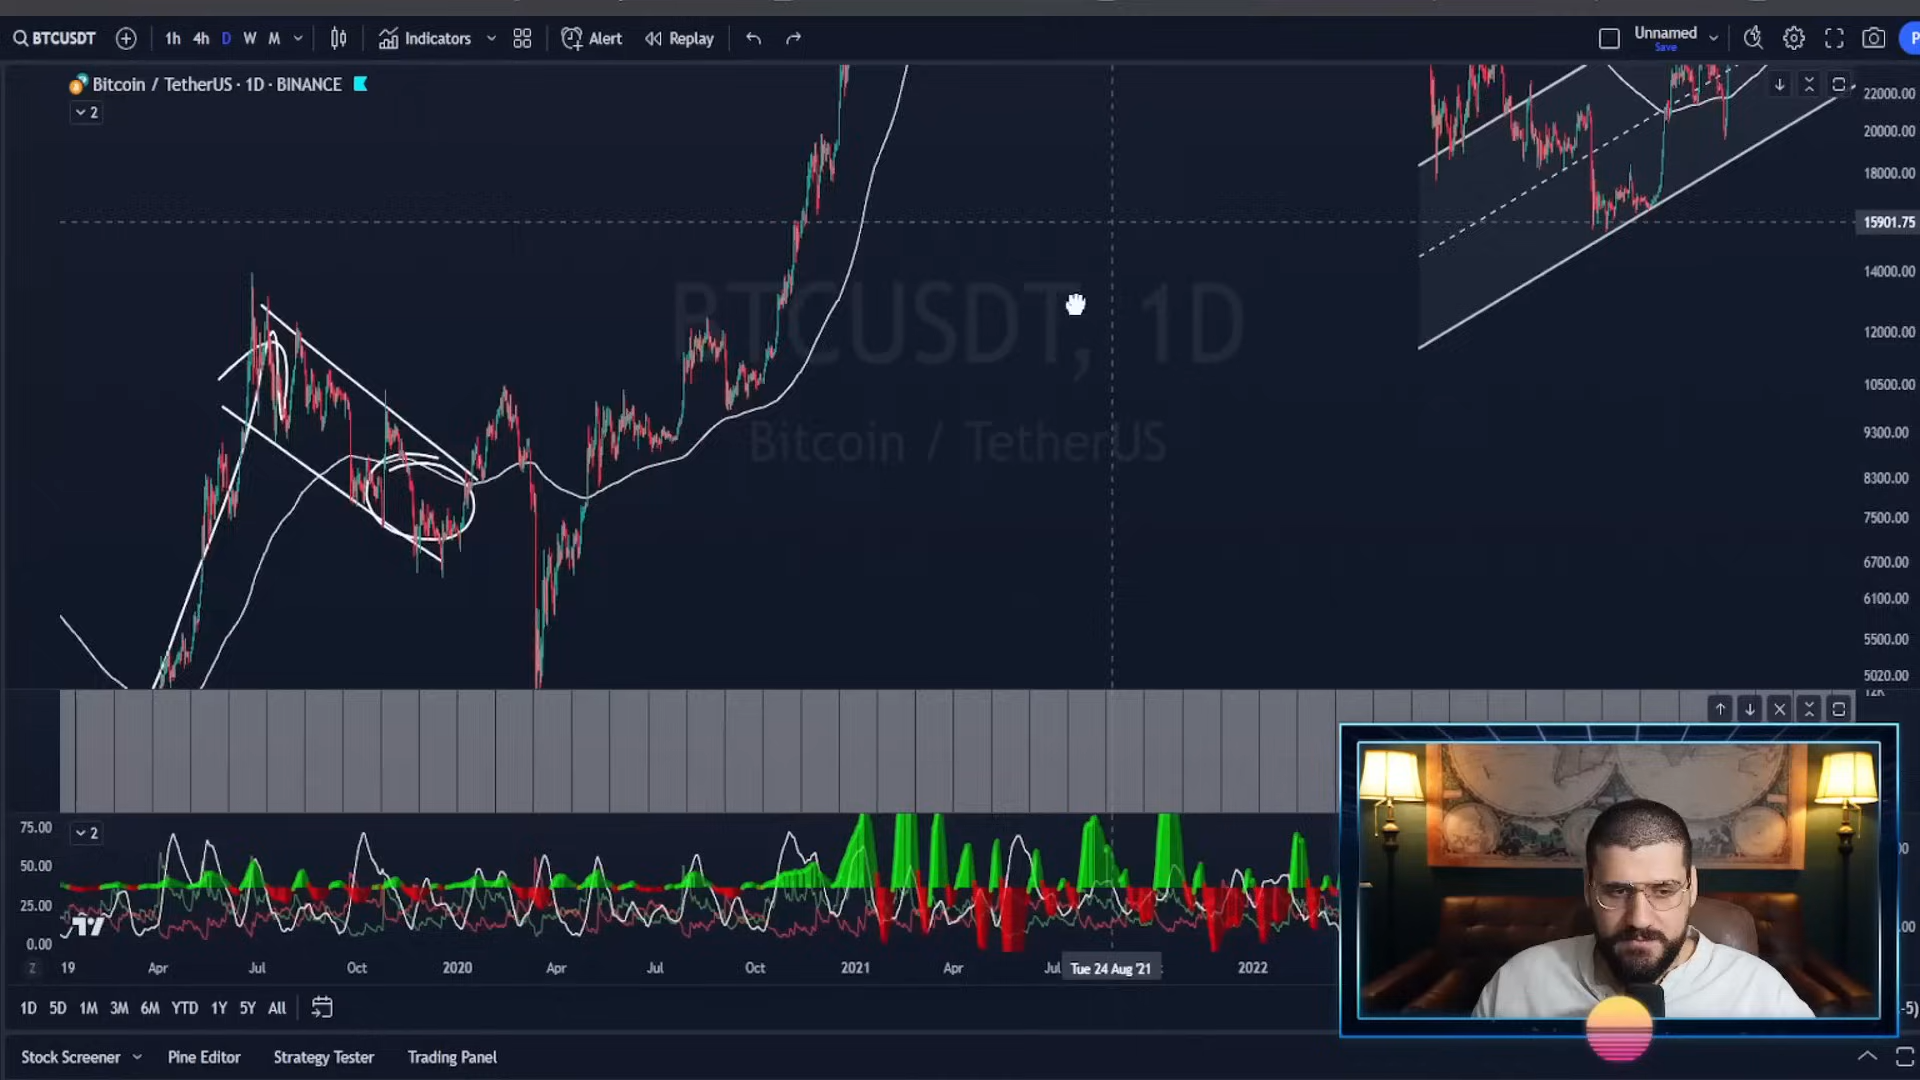 BTCUSDT 1h 4h D W M Indicators Alert Replay Unnamed
Save
P
Bitcoin / TetherUS · 1D · BINANCE
2
22000.00
20000.00
18000.00
15901.75
14000.00
12000.00
10500.00
9300.00
8300.00
7500.00
6700.00
6100.00
5500.00
5020.00
BTCUSDT, 1D
Bitcoin / TetherUS
75.00
2
50.00
25.00
0.00
Z 19 Apr Jul Oct 2020 Apr Jul Oct 2021 Apr Jul Tue 24 Aug '21 2022
1D 5D 1M 3M 6M YTD 1Y 5Y All
-5)
Stock Screener Pine Editor Strategy Tester Trading Panel